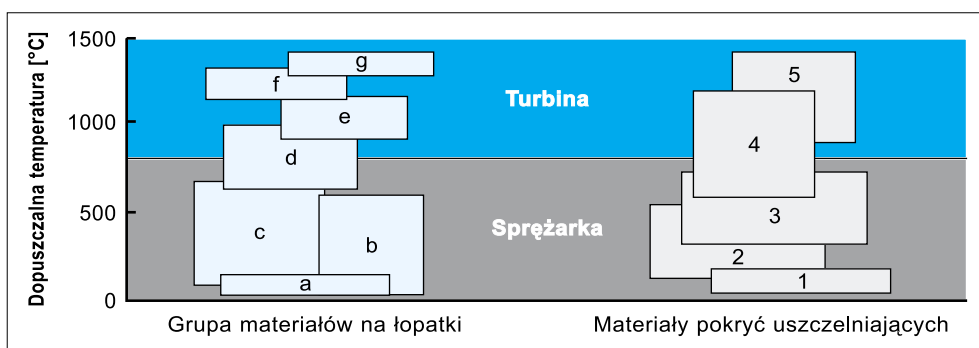 Dopuszczalna temperatura [°C]
1500
1000
500
0
g
f
e
d
c
b
a
Turbina
Sprężarka
5
4
3
2
1
Grupa materiałów na łopatki
Materiały pokryć uszczelniających